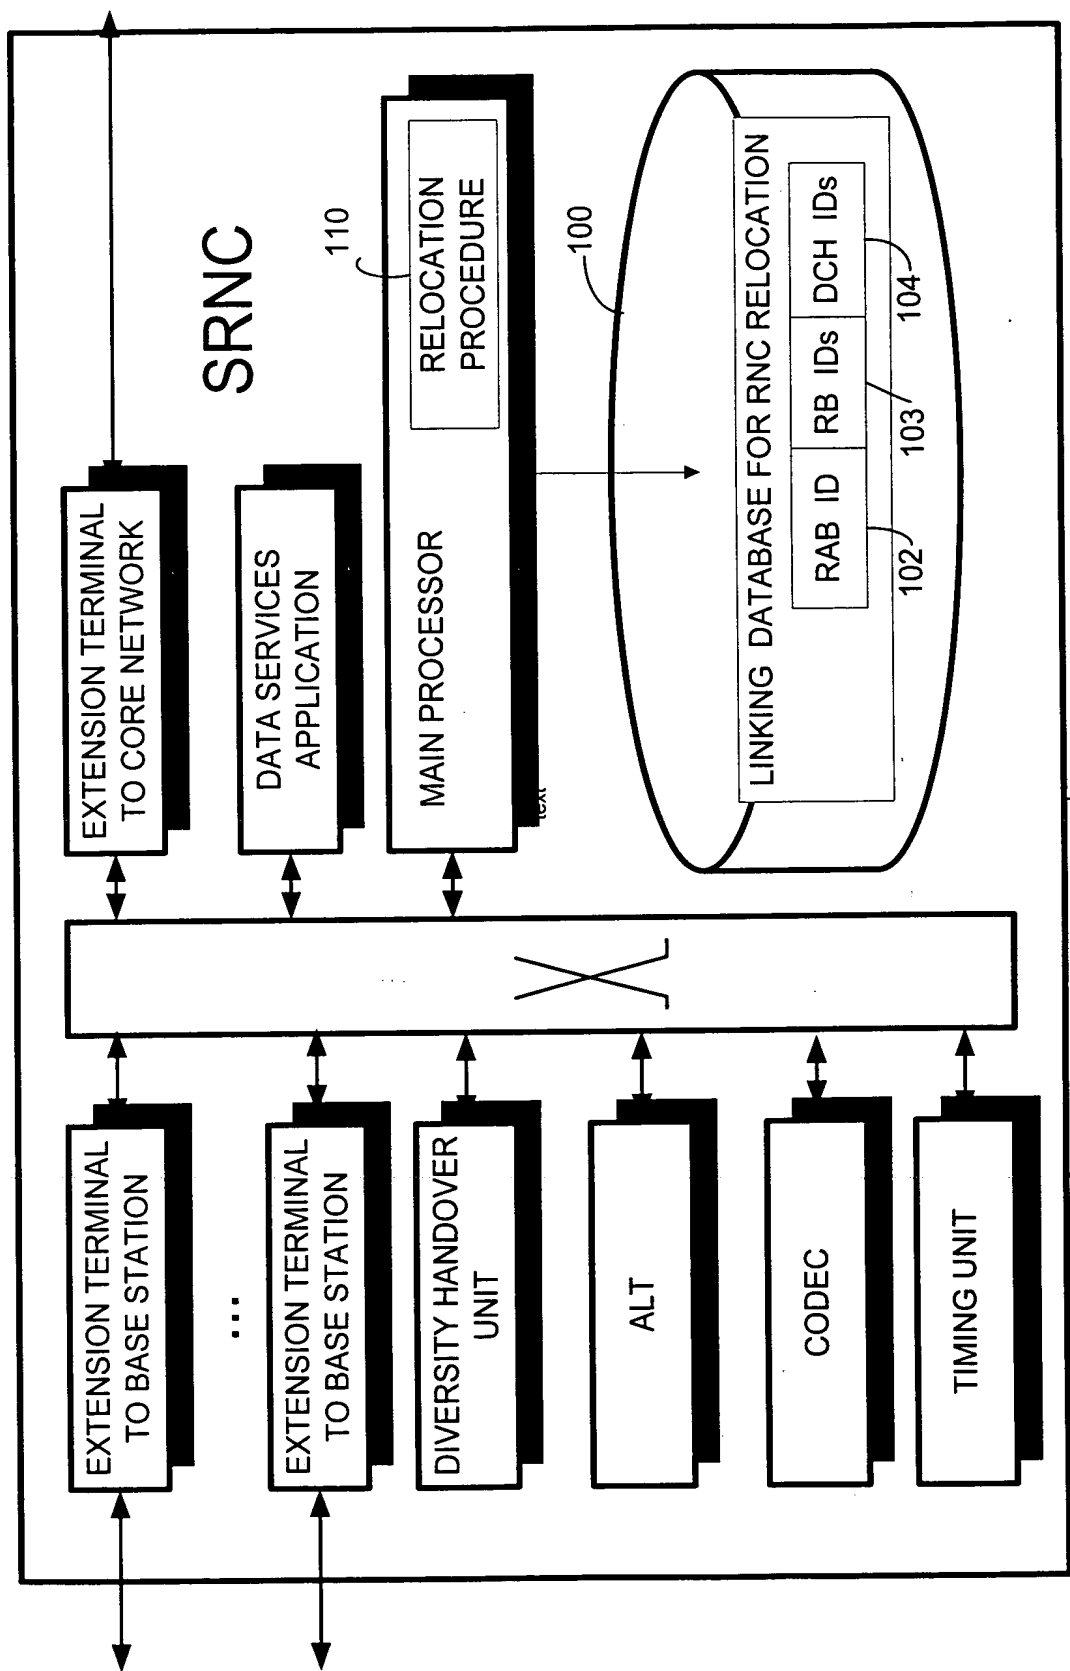 SRNC
EXTENSION TERMINAL
TO BASE STATION
...
EXTENSION TERMINAL
TO BASE STATION
DIVERSITY HANDOVER
UNIT
ALT
CODEC
TIMING UNIT
EXTENSION TERMINAL
TO CORE NETWORK
DATA SERVICES
APPLICATION
MAIN PROCESSOR
RELOCATION
PROCEDURE
110
text
100
LINKING DATABASE FOR RNC RELOCATION
RAB ID
RB IDs
DCH IDs
102
103
104